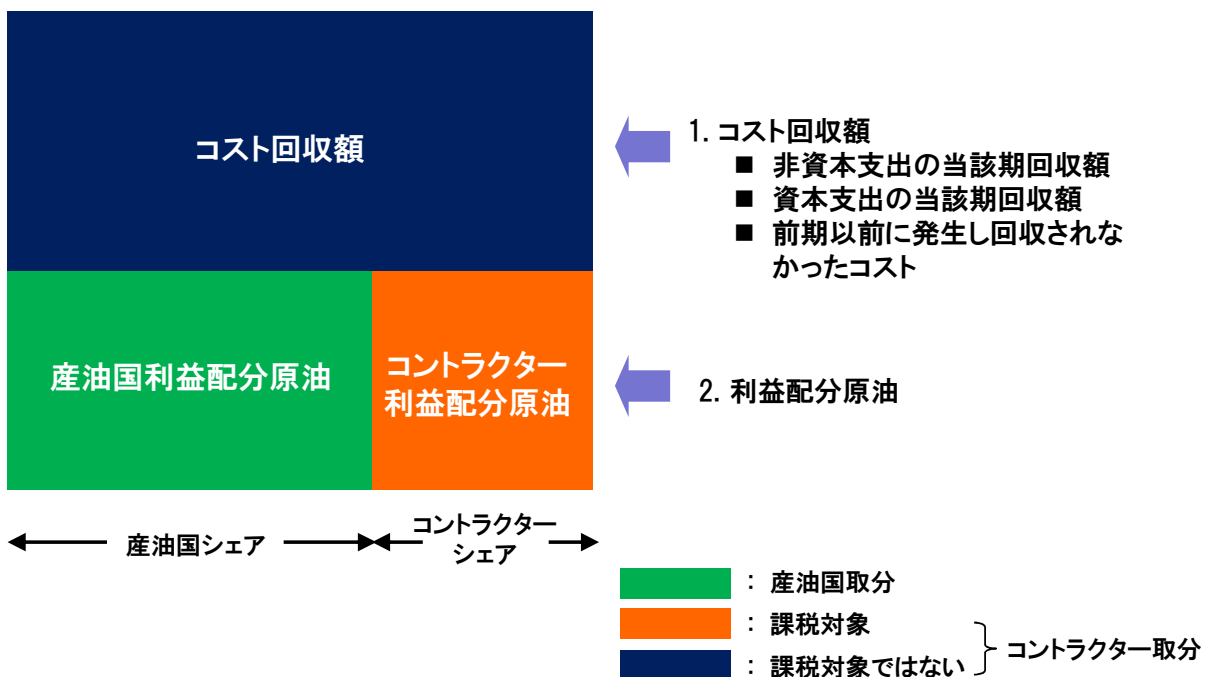 コスト回収額
1. コスト回収額
■ 非資本支出の当該期回収額
■ 資本支出の当該期回収額
■ 前期以前に発生し回収されな
かったコスト
産油国利益配分原油
コントラクター
利益配分原油
2. 利益配分原油
産油国シェア
コントラクター
シェア
： 産油国取分
： 課税対象
： 課税対象ではない
コントラクター取分